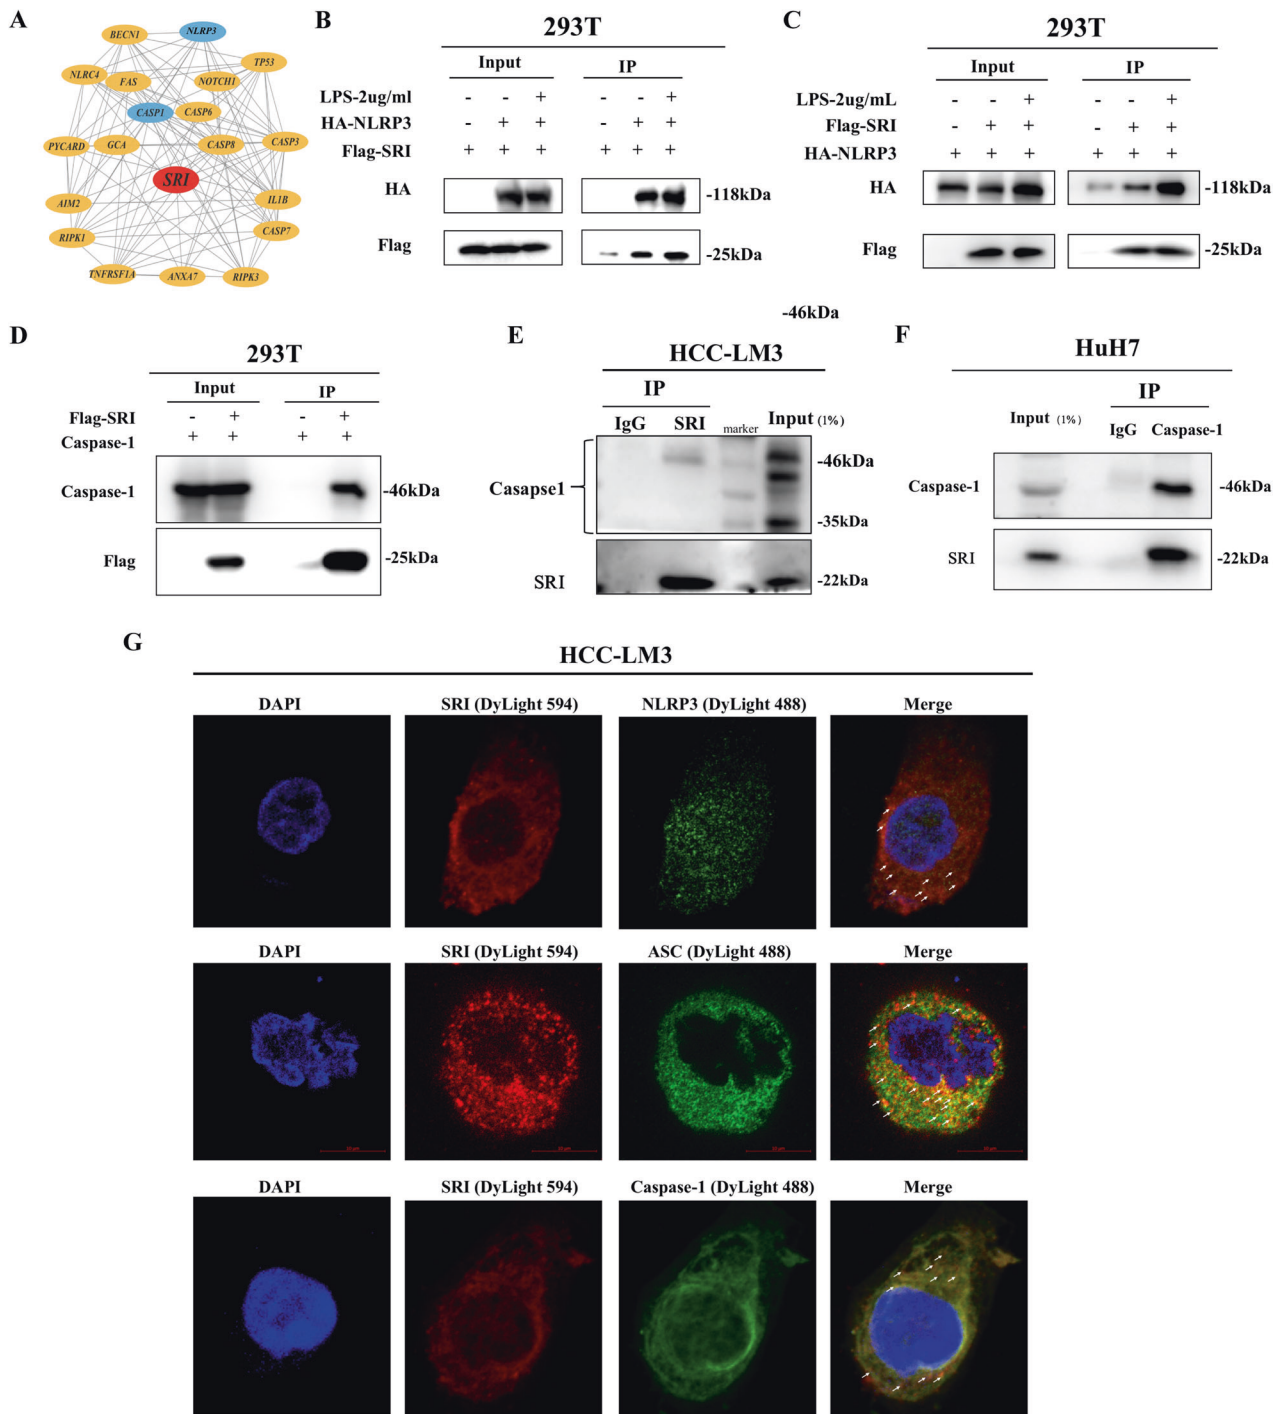 A
BECN1
NLRP3
TP53
NLRC4
FAS
NOTCH1
CASP1
CASP6
PYCARD
GCA
CASP8
CASP3
SRI
AIM2
IL1B
RIPK1
CASP7
TNFRSF1A
ANXA7
RIPK3
B
293T
Input IP
LPS-2ug/ml - - + - - +
HA-NLRP3 - + + - + +
Flag-SRI + + + + + +
HA -118kDa
Flag -25kDa
C
293T
Input IP
LPS-2ug/mL - - + - - +
Flag-SRI - + + - + +
HA-NLRP3 + + + + + +
HA -118kDa
Flag -25kDa
-46kDa
D
293T
Input IP
Flag-SRI - + - +
Caspase-1 + + + +
Caspase-1 -46kDa
Flag -25kDa
E
HCC-LM3
IP
IgG SRI marker Input (1%)
-46kDa
Casapse1
-35kDa
SRI -22kDa
F
HuH7
IP
Input (1%) IgG Caspase-1
Caspase-1 -46kDa
SRI -22kDa
G
HCC-LM3
DAPI SRI (DyLight 594) NLRP3 (DyLight 488) Merge
DAPI SRI (DyLight 594) ASC (DyLight 488) Merge
DAPI SRI (DyLight 594) Caspase-1 (DyLight 488) Merge